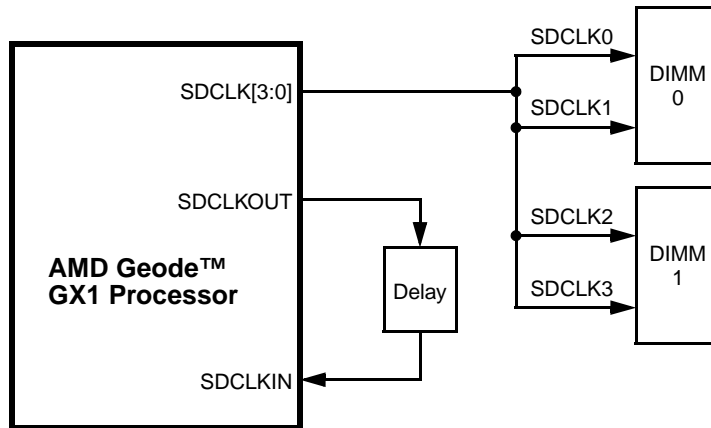 SDCLK[3:0]
SDCLKOUT
AMD Geode™
GX1 Processor
SDCLKIN
Delay
SDCLK0
SDCLK1
DIMM
0
SDCLK2
SDCLK3
DIMM
1